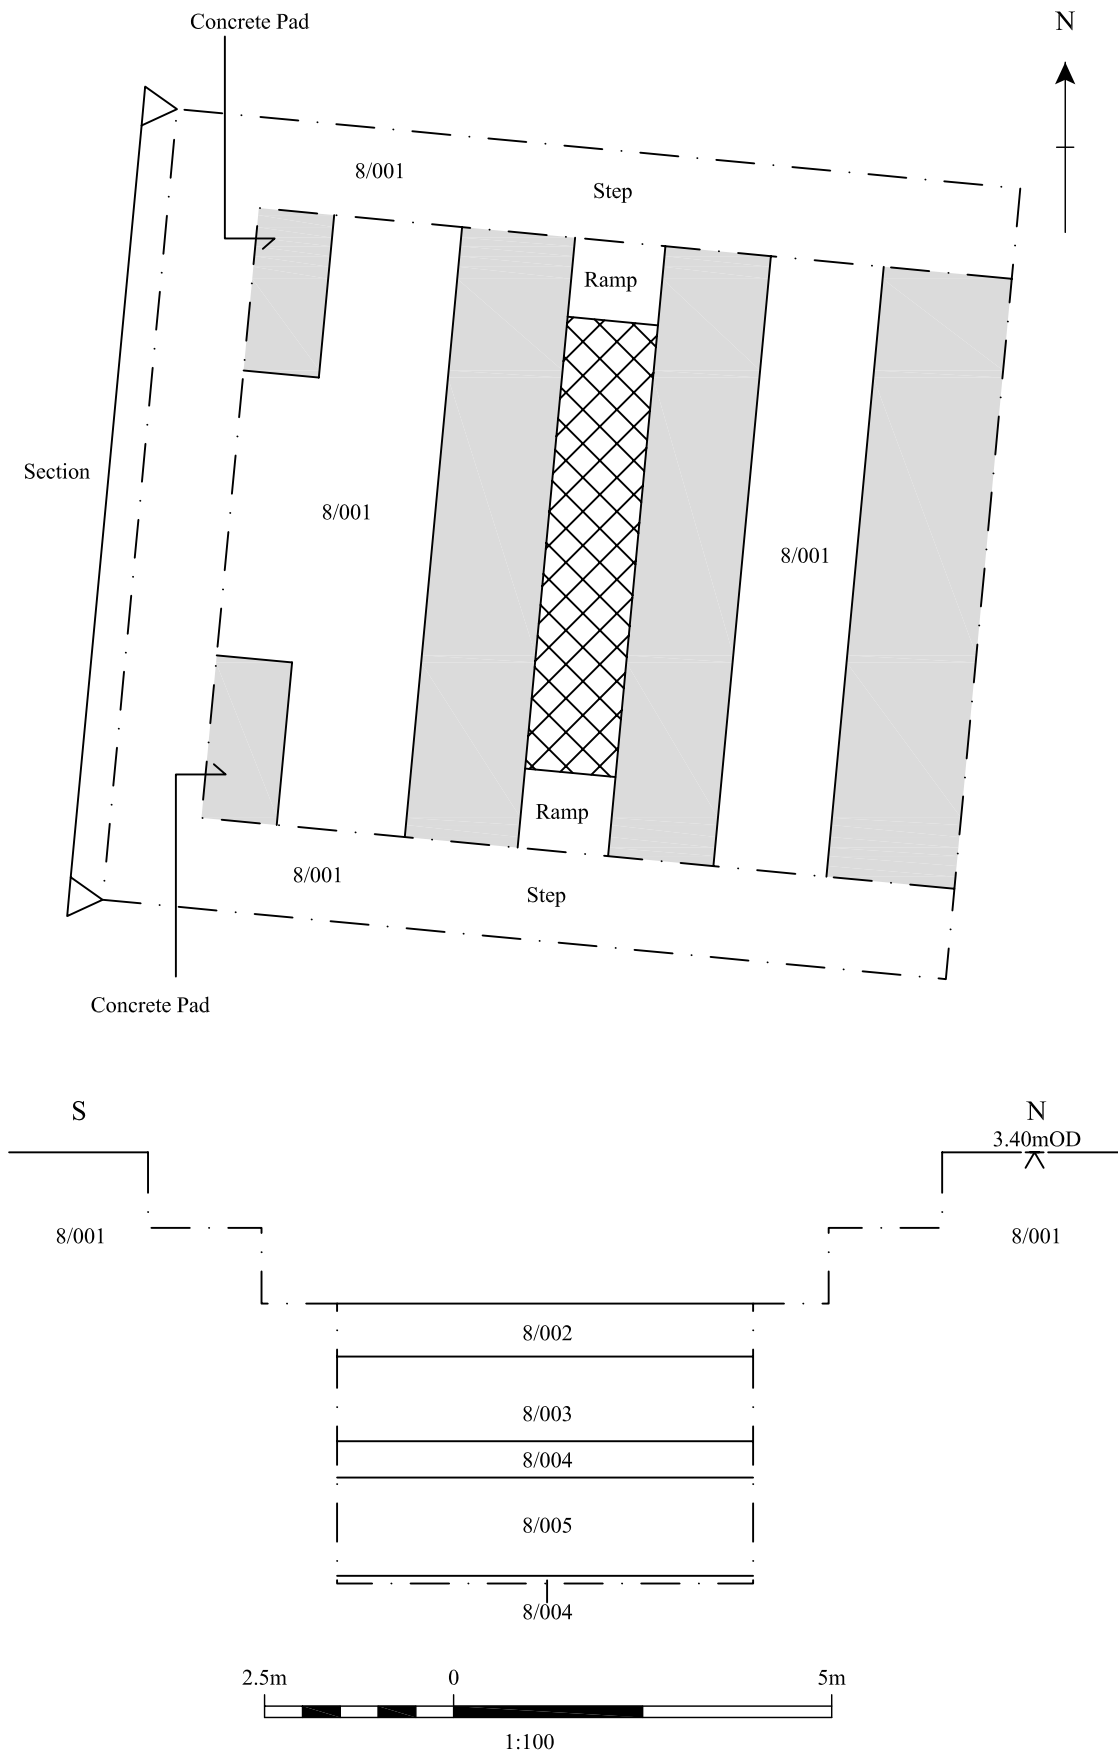 Concrete Pad
N
8/001
Step
Ramp
Section
8/001
8/001
Ramp
8/001
Step
Concrete Pad
S
N
3.40mOD
8/001
8/001
8/002
8/003
8/004
8/005
8/004
2.5m 0 5m
1:100